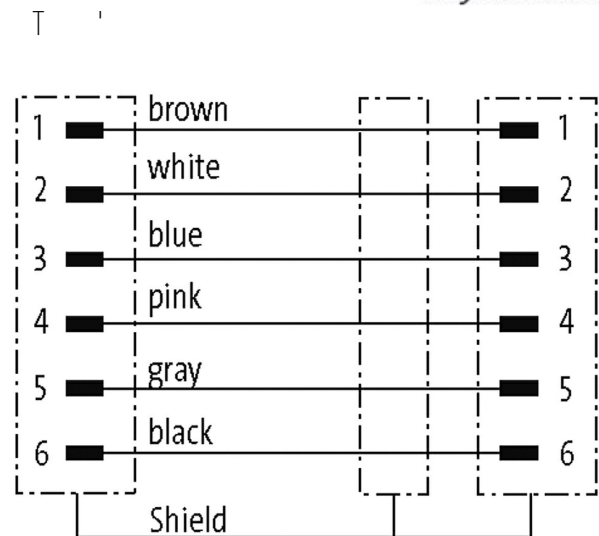 1 brown 1
2 white 2
3 blue 3
4 pink 4
5 gray 5
6 black 6
Shield